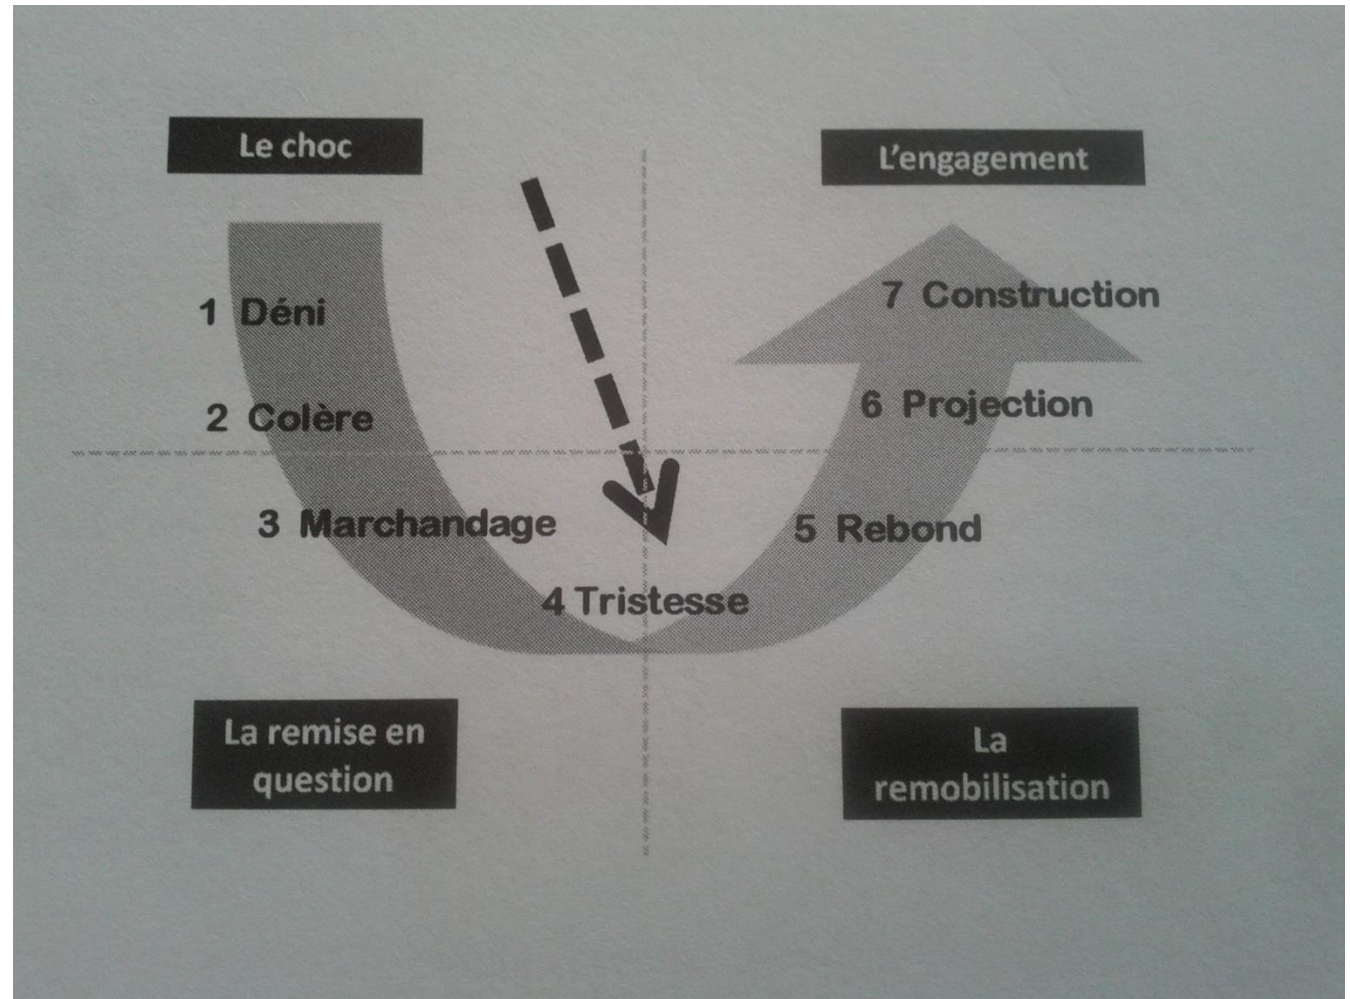 Le choc
L'engagement
1 Déni
7 Construction
2 Colère
6 Projection
3 Marchandage
5 Rebond
4 Tristesse
La remise en
question
La
remobilisation